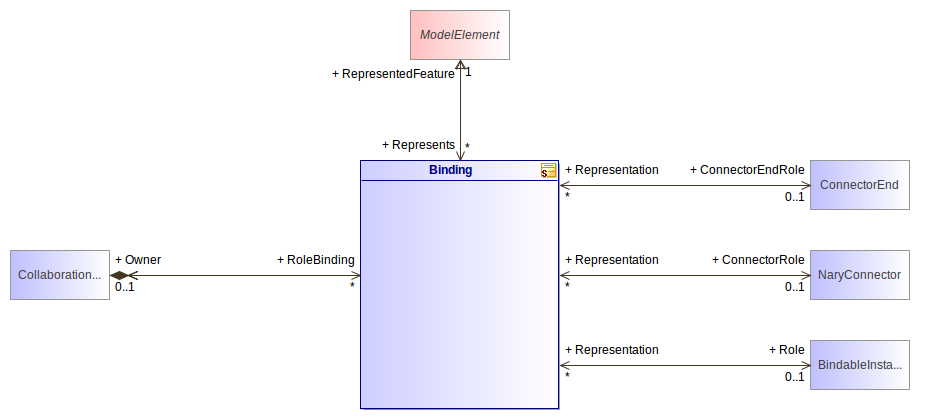 ModelElement
+ RepresentedFeature 1
+ Represents *
Binding
$
+ Representation + ConnectorEndRole
* 0..1
ConnectorEnd
+ Owner + RoleBinding
0..1 *
Collaboration...
+ Representation + ConnectorRole
* 0..1
NaryConnector
+ Representation + Role
* 0..1
BindableInsta...